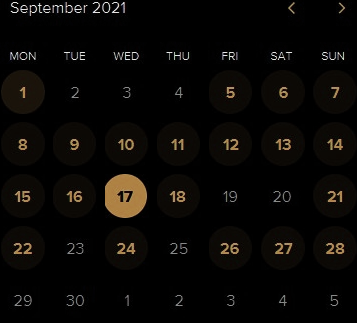 September 2021
MON TUE WED THU FRI SAT SUN
1 2 3 4 5 6 7
8 9 10 11 12 13 14
15 16 17 18 19 20 21
22 23 24 25 26 27 28
29 30 1 2 3 4 5